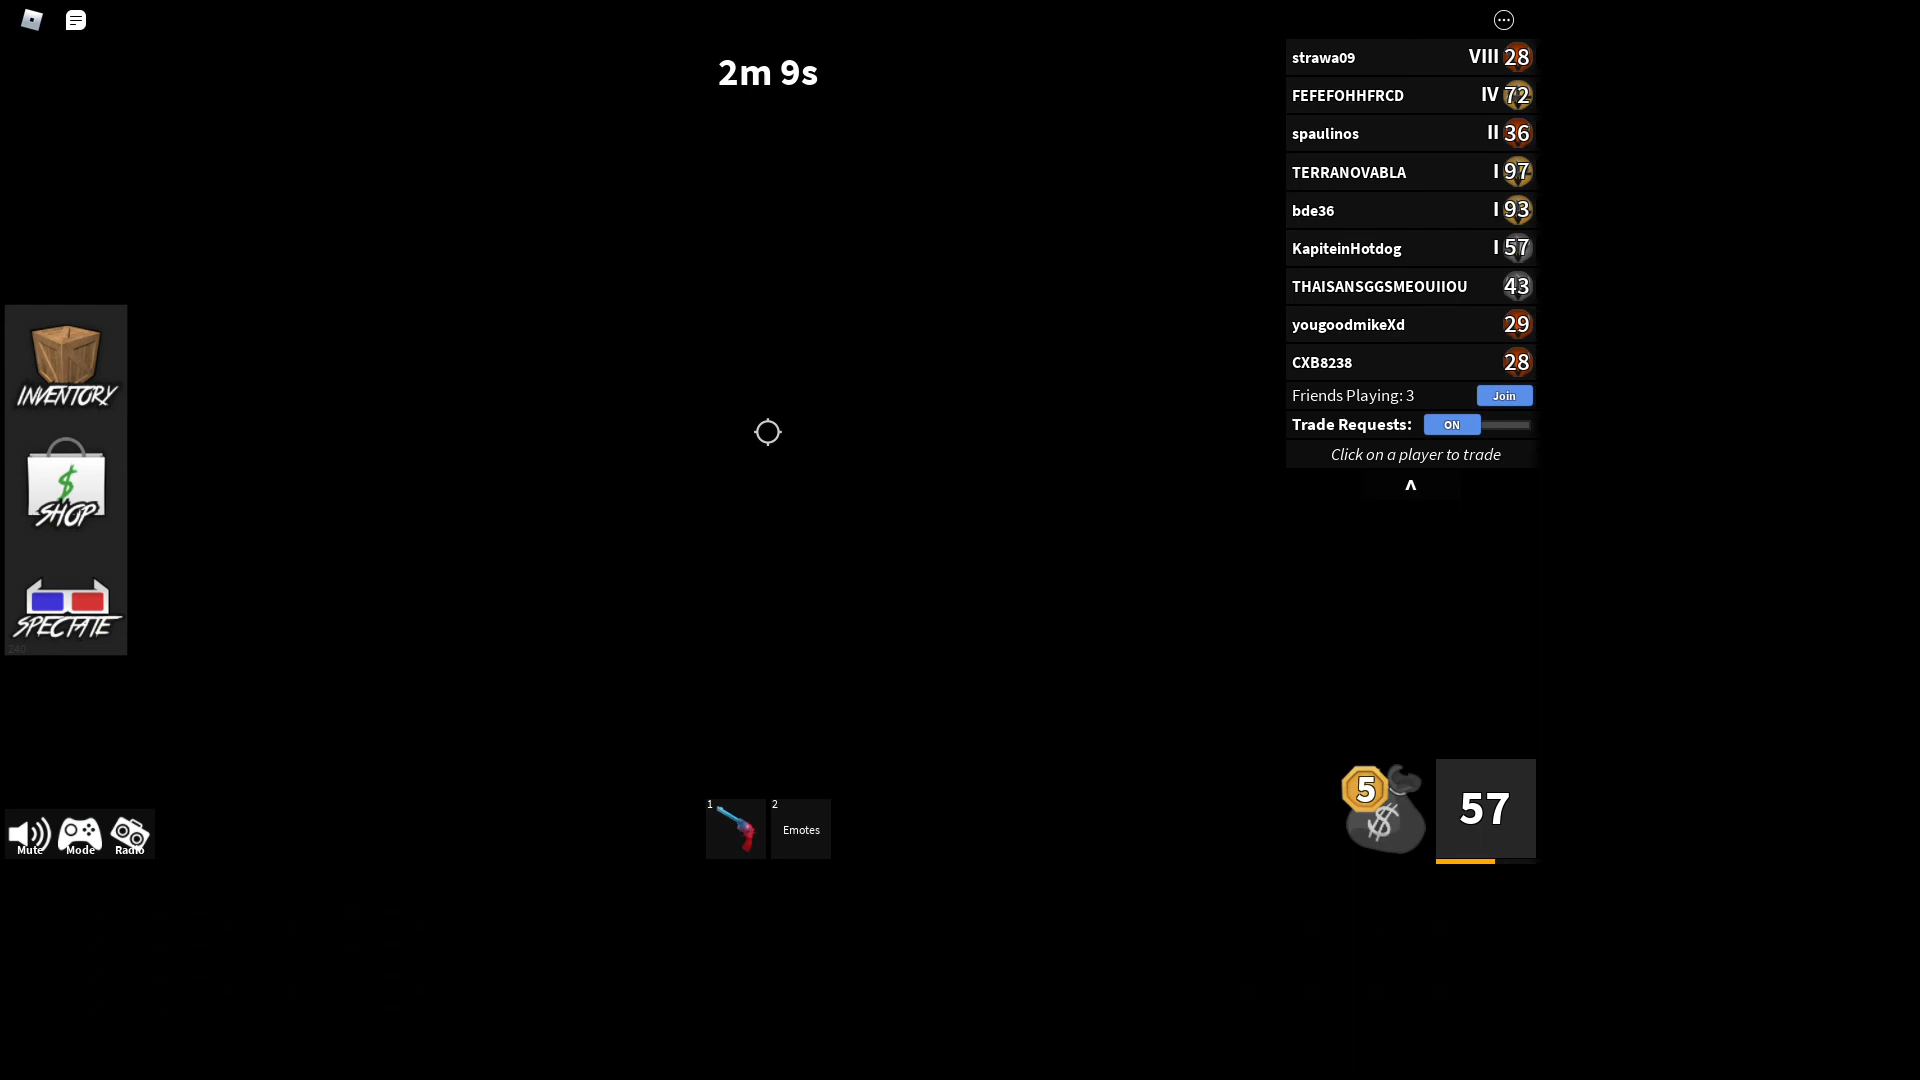 2m 9s
strawa09 VIII 28
FEFEFOHHFRCD IV 72
spaulinos II 36
TERRANOVABLA I 97
bde36 I 93
KapiteinHotdog I 57
THAISANSGGSMEOUIIOU 43
yougoodmikeXd 29
CXB8238 28
Friends Playing: 3 Join
Trade Requests: ON
Click on a player to trade
^
INVENTORY
$
SHOP
SPECTATE
240
Mute Mode Radio
1
2
Emotes
5
$
57